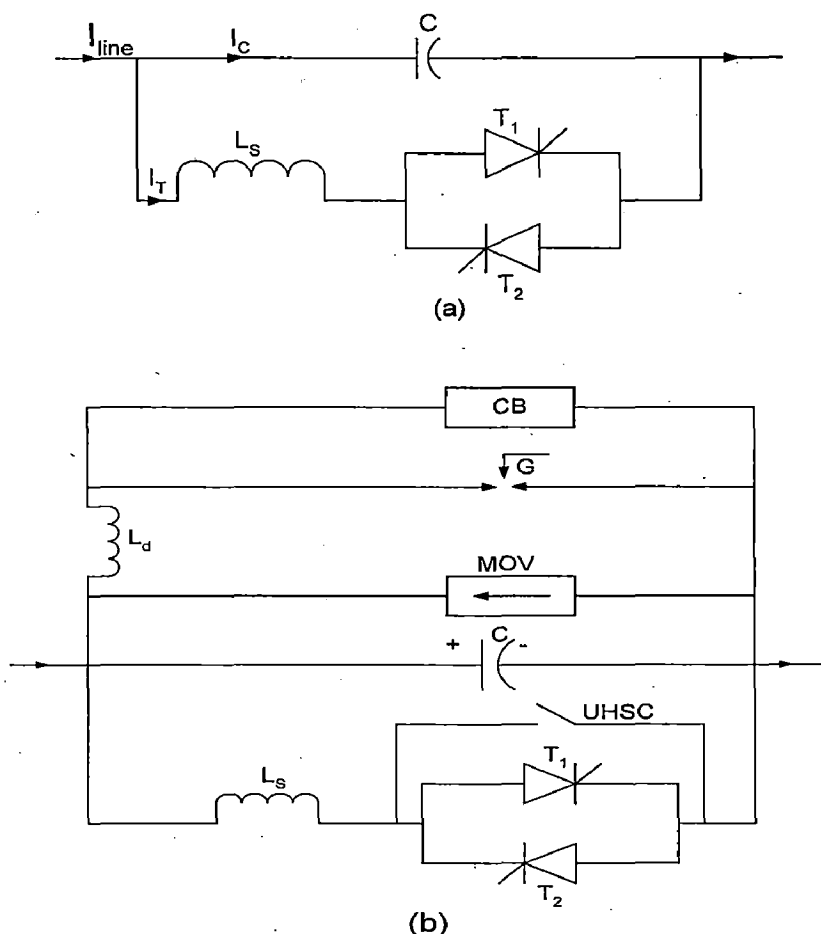 I_line I_C C
T_1
L_S
I_T
T_2
(a)
CB
G
L_d
MOV
+ C -
UHSC
T_1
L_S
T_2
(b)